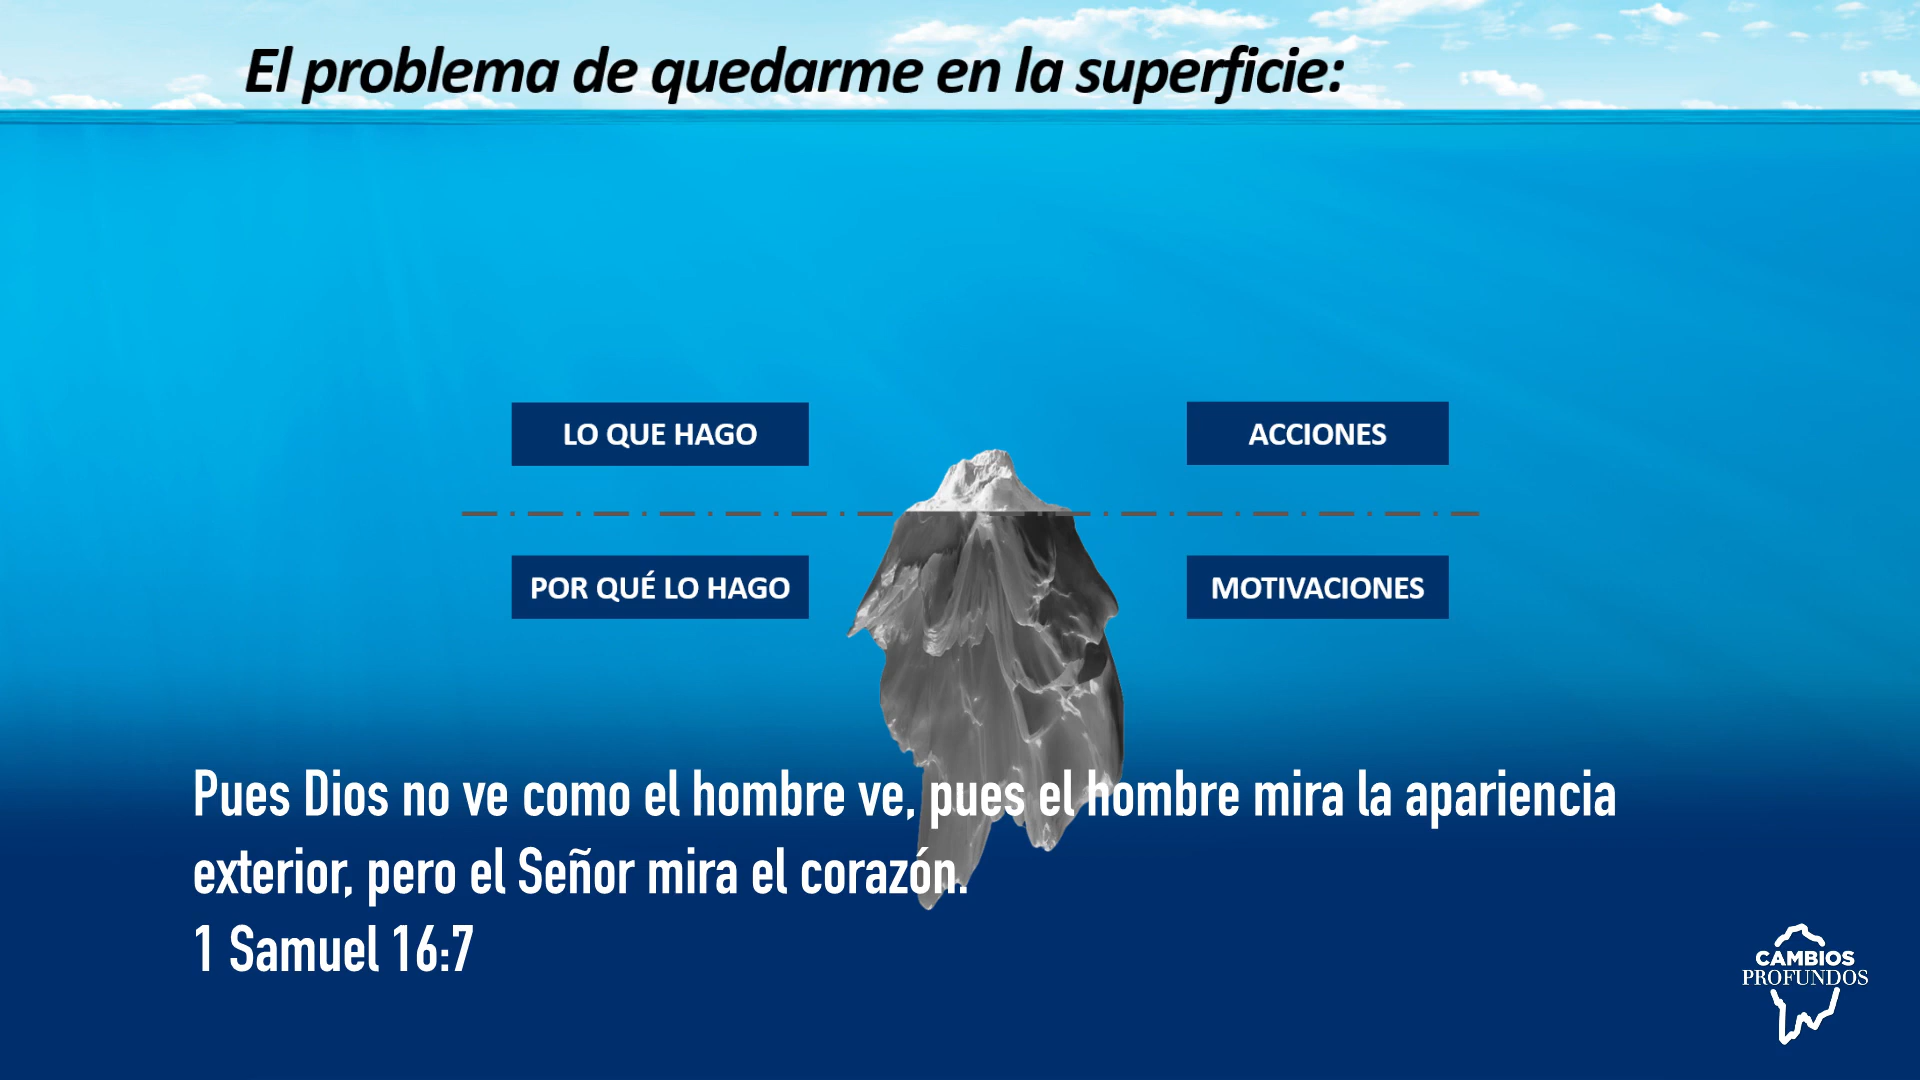 El problema de quedarme en la superficie:
LO QUE HAGO
ACCIONES
POR QUÉ LO HAGO
MOTIVACIONES
Pues Dios no ve como el hombre ve, pues el hombre mira la apariencia
exterior, pero el Señor mira el corazón.
1 Samuel 16:7
CAMBIOS
PROFUNDOS